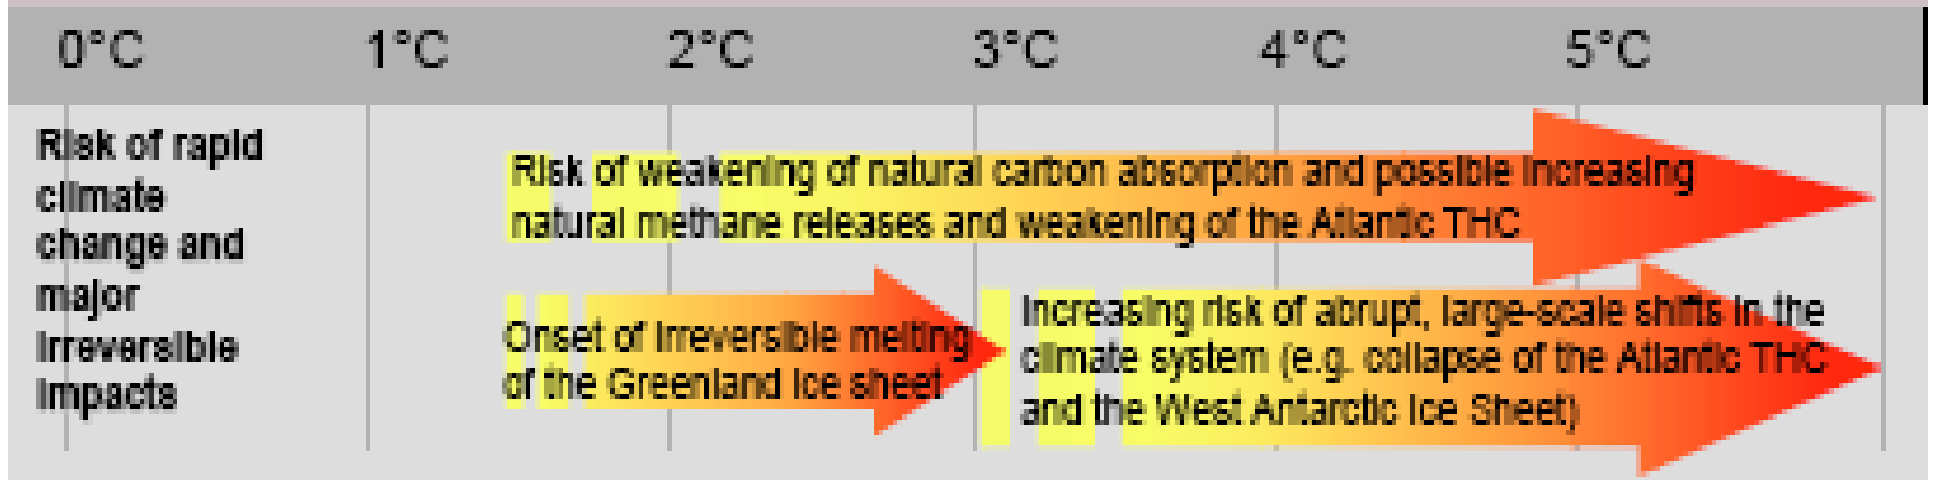 0°C 1°C 2°C 3°C 4°C 5°C
Risk of rapid
climate
change and
major
irreversible
impacts
Risk of weakening of natural carbon absorption and possible increasing
natural methane releases and weakening of the Atlantic THC
Onset of irreversible melting
of the Greenland ice sheet
Increasing risk of abrupt, large-scale shifts in the
climate system (e.g. collapse of the Atlantic THC
and the West Antarctic Ice Sheet)